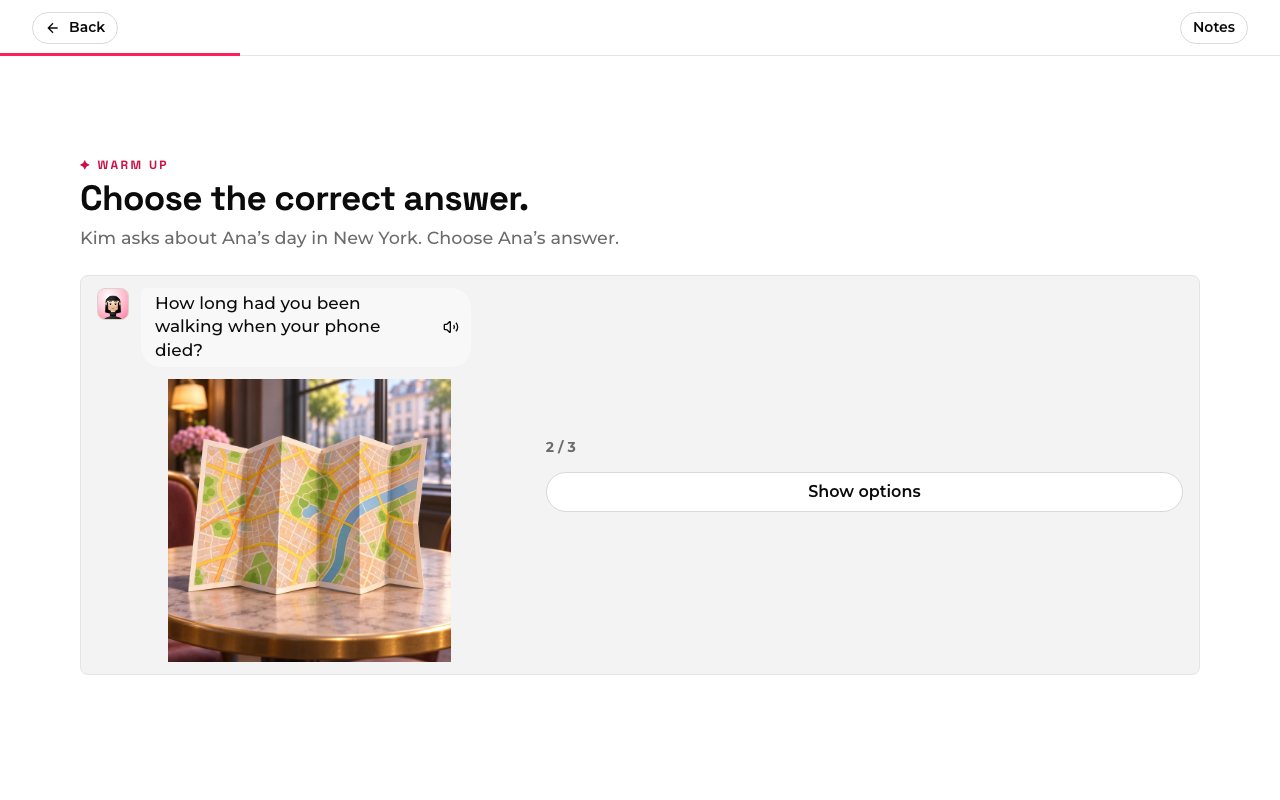 Back
Notes
WARM UP
Choose the correct answer.
Kim asks about Ana’s day in New York. Choose Ana’s answer.
How long had you been
walking when your phone
died?
2 / 3
Show options